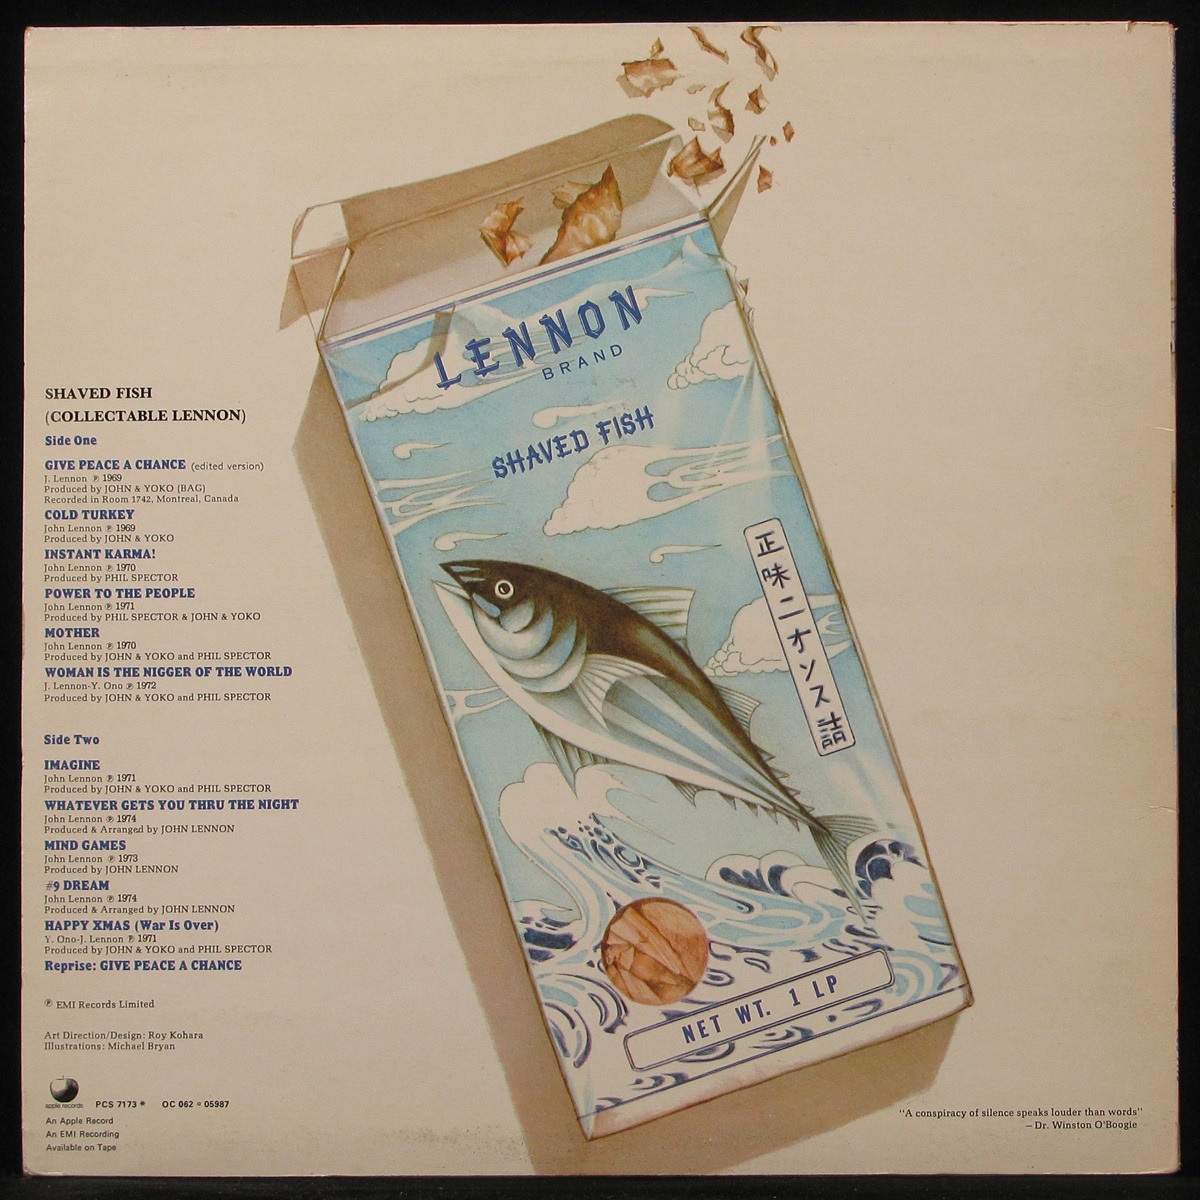 LENNON
BRAND
SHAVED FISH
正味二オンス詰
NET WT. 1 LP
SHAVED FISH
(COLLECTABLE LENNON)
Side One
GIVE PEACE A CHANCE (edited version)
J. Lennon ℗ 1969
Produced by JOHN & YOKO (BAG)
Recorded in Room 1742, Montreal, Canada
COLD TURKEY
John Lennon ℗ 1969
Produced by JOHN & YOKO
INSTANT KARMA!
John Lennon ℗ 1970
Produced by PHIL SPECTOR
POWER TO THE PEOPLE
John Lennon ℗ 1971
Produced by PHIL SPECTOR & JOHN & YOKO
MOTHER
John Lennon ℗ 1970
Produced by JOHN & YOKO and PHIL SPECTOR
WOMAN IS THE NIGGER OF THE WORLD
J. Lennon-Y. Ono ℗ 1972
Produced by JOHN & YOKO and PHIL SPECTOR
Side Two
IMAGINE
John Lennon ℗ 1971
Produced by JOHN & YOKO and PHIL SPECTOR
WHATEVER GETS YOU THRU THE NIGHT
John Lennon ℗ 1974
Produced & Arranged by JOHN LENNON
MIND GAMES
John Lennon ℗ 1973
Produced by JOHN LENNON
#9 DREAM
John Lennon ℗ 1974
Produced & Arranged by JOHN LENNON
HAPPY XMAS (War Is Over)
Y. Ono-J. Lennon ℗ 1971
Produced by JOHN & YOKO and PHIL SPECTOR
Reprise: GIVE PEACE A CHANCE
℗ EMI Records Limited
Art Direction/Design: Roy Kohara
Illustrations: Michael Bryan
apple records PCS 7173 * OC 062 ∘ 05987
An Apple Record
An EMI Recording
Available on Tape
"A conspiracy of silence speaks louder than words"
– Dr. Winston O'Boogie